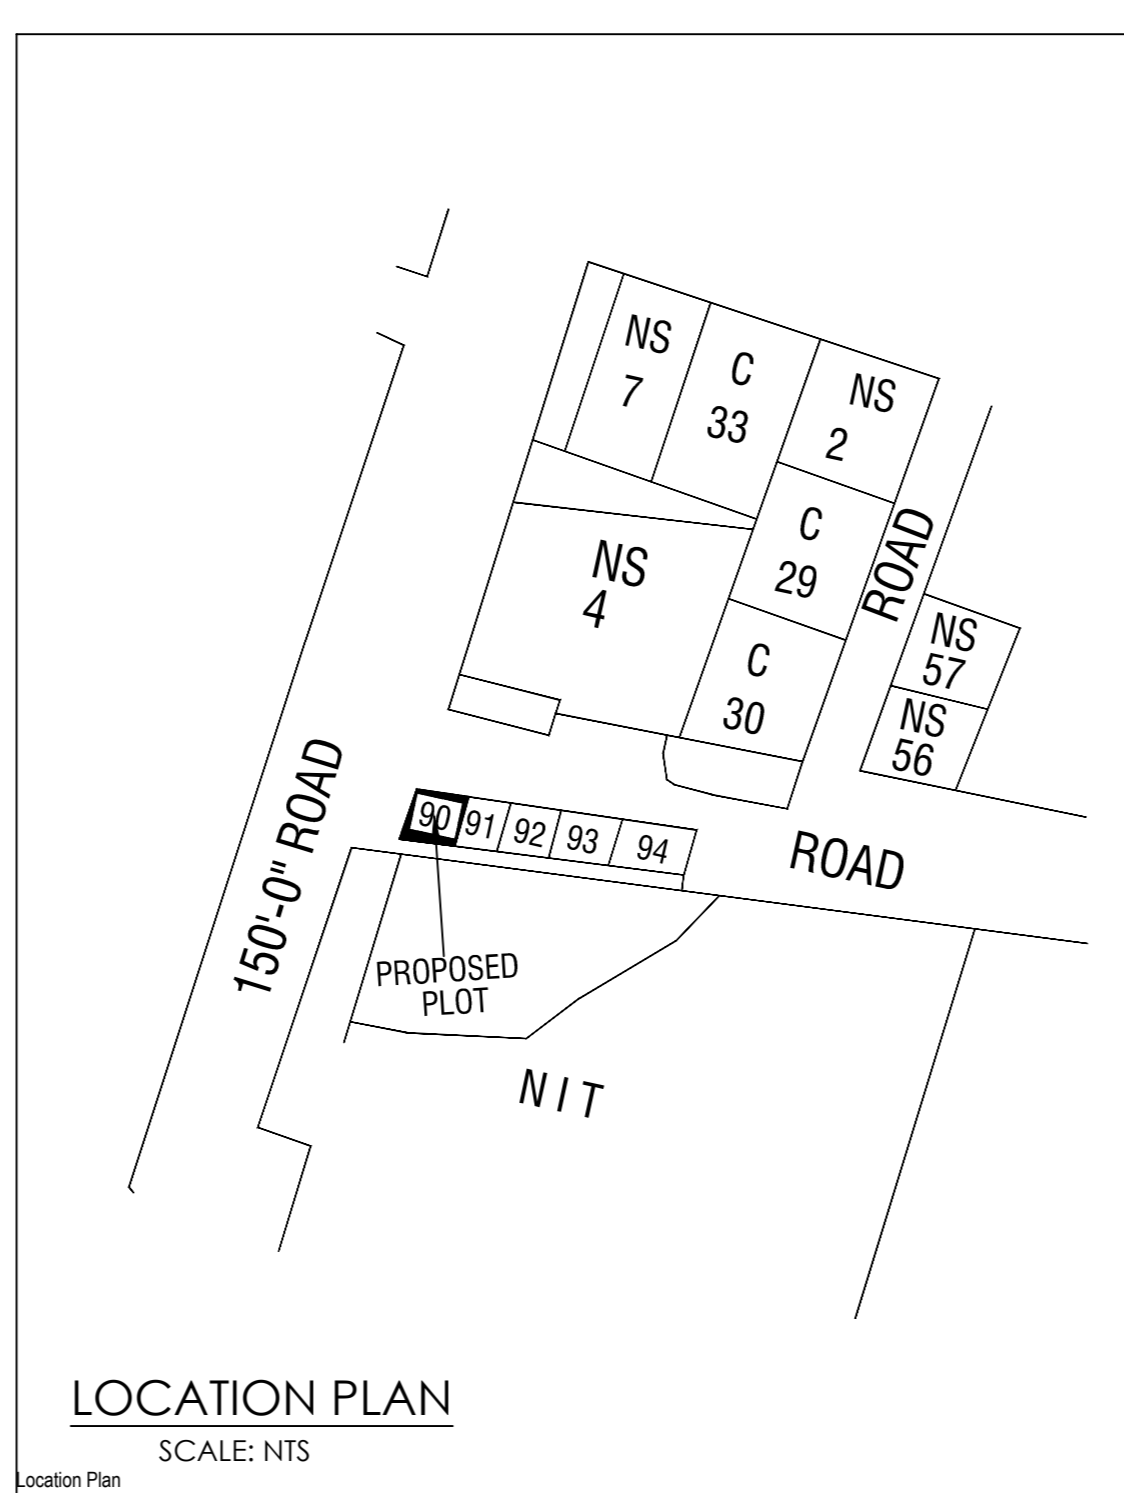 NS
7
C
33
NS
2
C
29
ROAD
NS
4
NS
57
C
30
NS
56
150'-0" ROAD
90
91
92
93
94
ROAD
PROPOSED
PLOT
N I T
LOCATION PLAN
SCALE: NTS
Location Plan